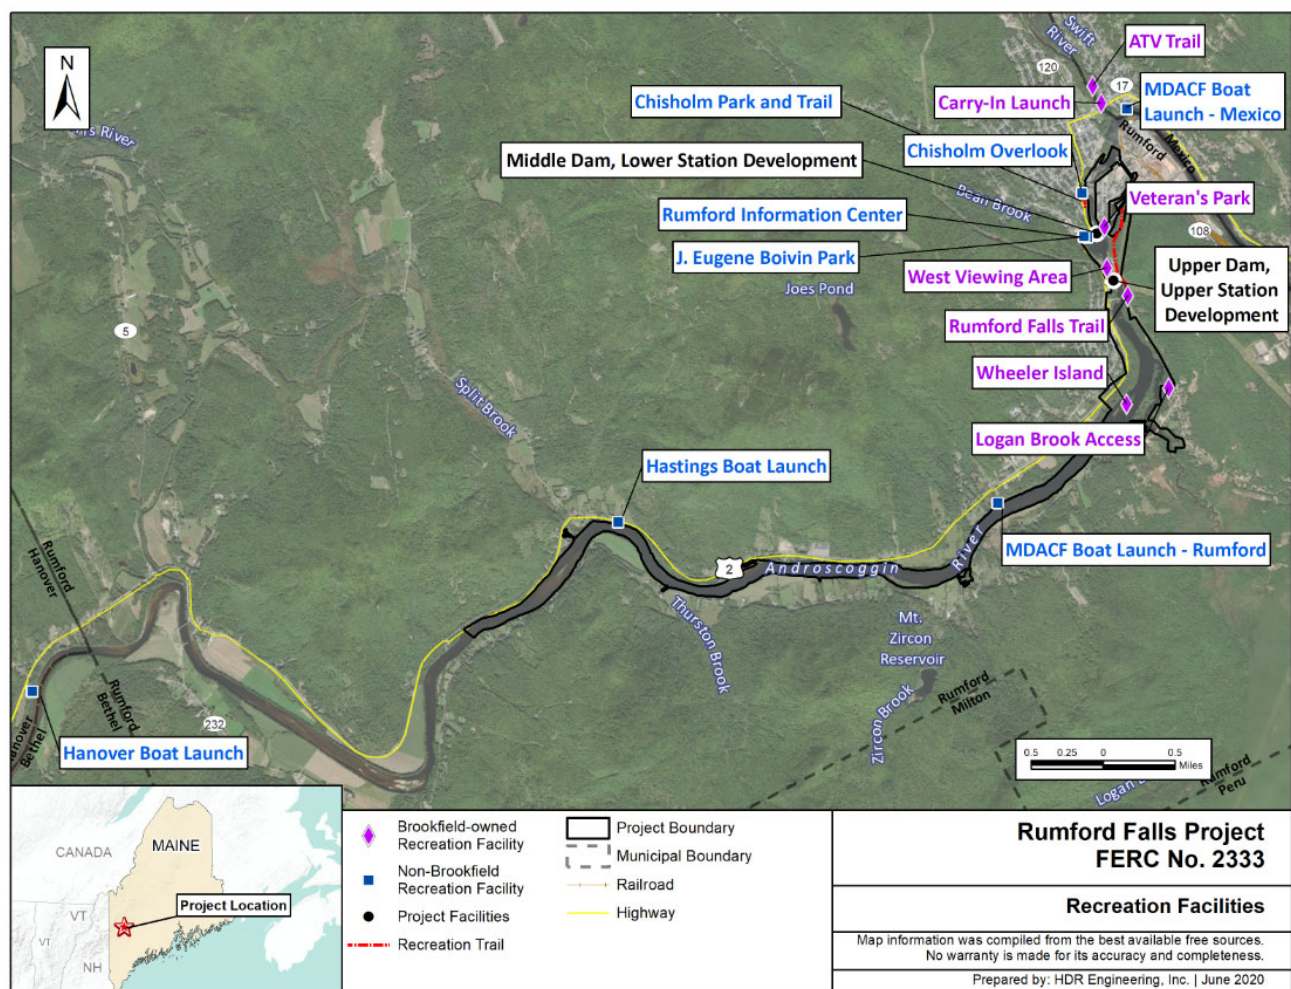 N
Swift
River
ATV Trail
120
17
Carry-In Launch
MDACF Boat
Launch - Mexico
Chisholm Park and Trail
Rumford
Mexico
Chisholm Overlook
Middle Dam, Lower Station Development
Bean Brook
Veteran's Park
Rumford Information Center
108
J. Eugene Boivin Park
West Viewing Area
Upper Dam,
Upper Station
Development
Joes Pond
Rumford Falls Trail
5
Wheeler Island
Split Brook
Logan Brook Access
Hastings Boat Launch
River
MDACF Boat Launch - Rumford
2
Androscoggin
Rumford
Hanover
Thurston Brook
Mt.
Zircon
Reservoir
Rumford
Bethel
Rumford
Milton
Zircon Brook
232
Hanover
Bethel
Hanover Boat Launch
0.5 0.25 0 0.5
Miles
Rumford
Peru
Logan
CANADA
MAINE
VT
VT
NH
Project Location
Brookfield-owned
Recreation Facility
Non-Brookfield
Recreation Facility
Project Facilities
Recreation Trail
Project Boundary
Municipal Boundary
Railroad
Highway
Rumford Falls Project
FERC No. 2333
Recreation Facilities
Map information was compiled from the best available free sources.
No warranty is made for its accuracy and completeness.
Prepared by: HDR Engineering, Inc. | June 2020